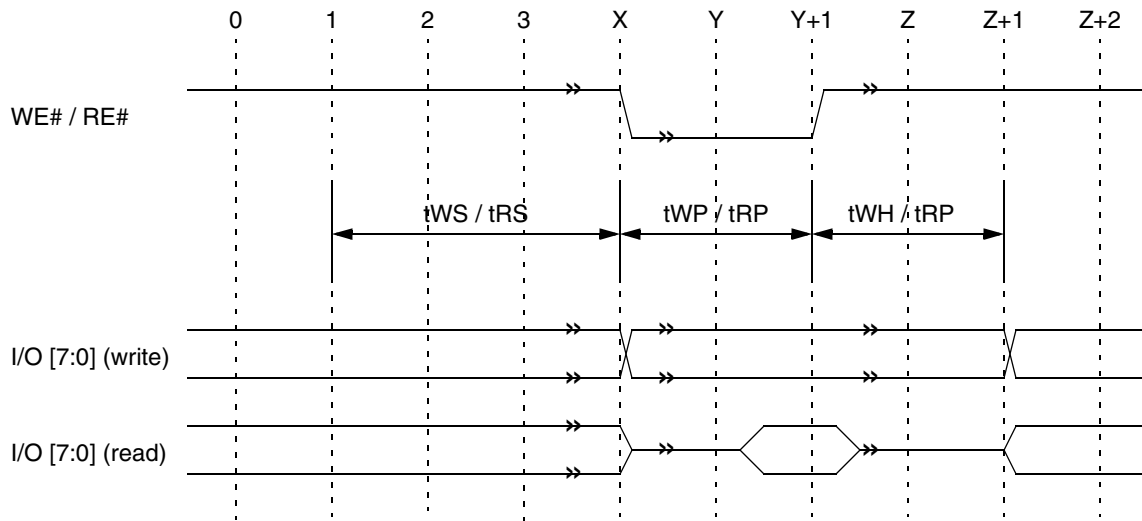 0 1 2 3 X Y Y+1 Z Z+1 Z+2
WE# / RE#
tWS / tRS tWP / tRP tWH / tRP
I/O [7:0] (write)
I/O [7:0] (read)